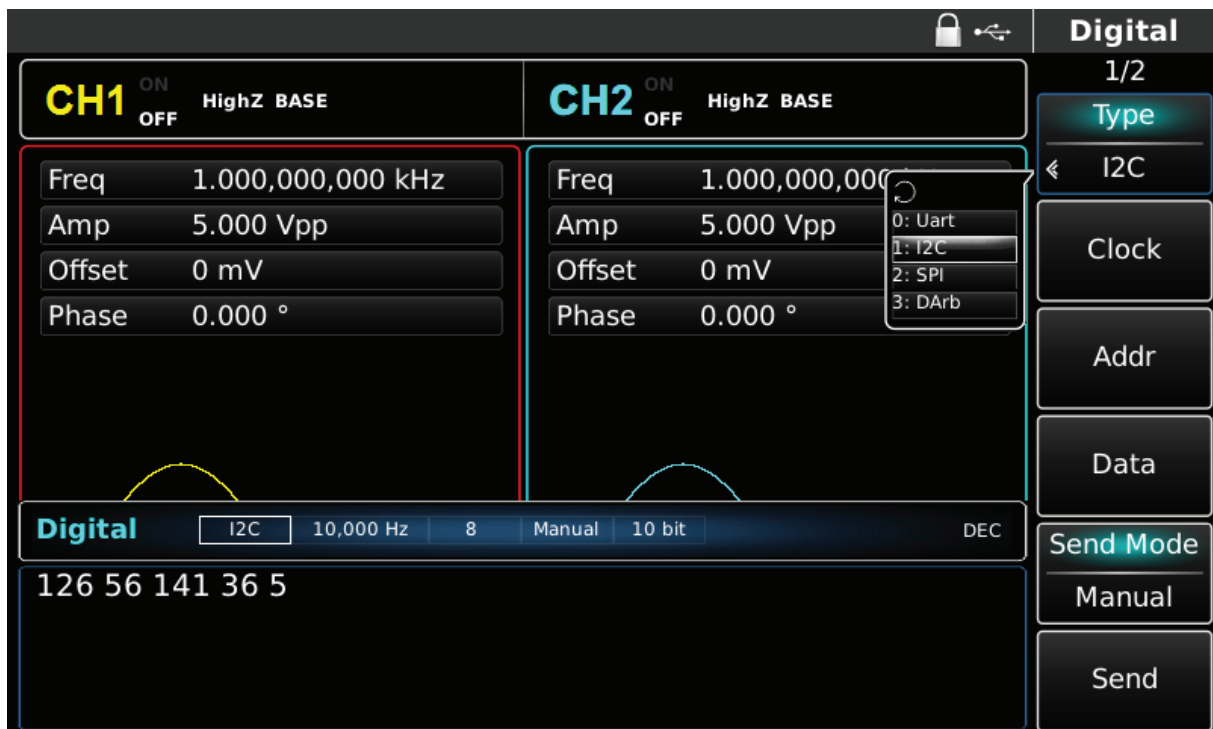 Digital
1/2
CH1 ON OFF HighZ BASE
CH2 ON OFF HighZ BASE
Type
I2C
Freq 1.000,000,000 kHz
Amp 5.000 Vpp
Offset 0 mV
Phase 0.000 °
Freq 1.000,000,000
Amp 5.000 Vpp
Offset 0 mV
Phase 0.000 °
0: Uart
1: I2C
2: SPI
3: DArb
Clock
Addr
Data
Send Mode
Manual
Send
Digital I2C 10,000 Hz 8 Manual 10 bit DEC
126 56 141 36 5